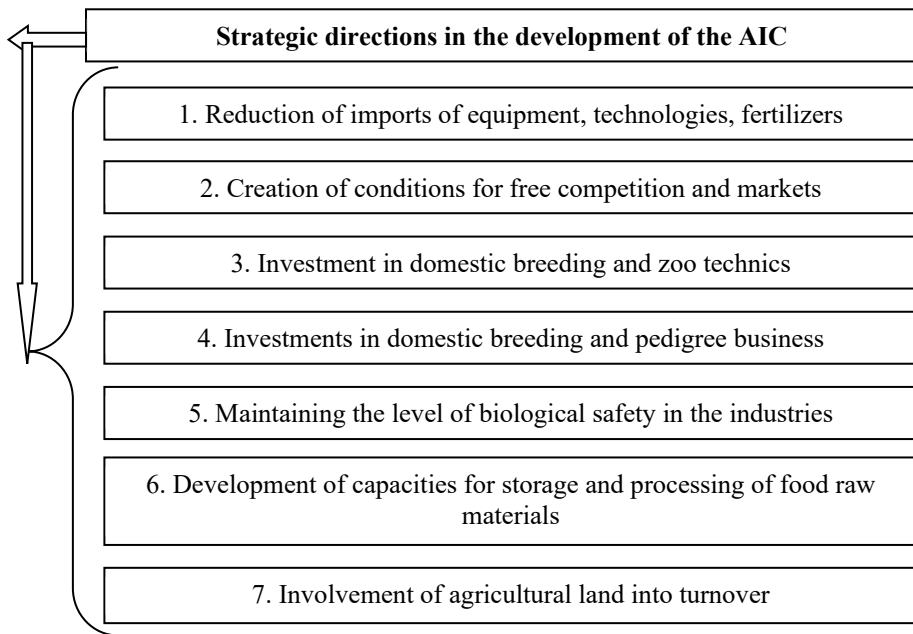 Strategic directions in the development of the AIC
1. Reduction of imports of equipment, technologies, fertilizers
2. Creation of conditions for free competition and markets
3. Investment in domestic breeding and zoo technics
4. Investments in domestic breeding and pedigree business
5. Maintaining the level of biological safety in the industries
6. Development of capacities for storage and processing of food raw
materials
7. Involvement of agricultural land into turnover